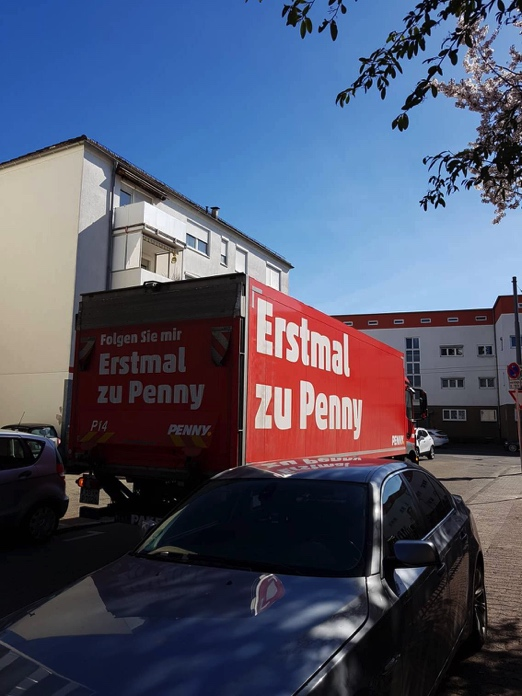 Folgen Sie mir
Erstmal
zu Penny
P14
PENNY.
Erstmal
zu Penny
PENNY.